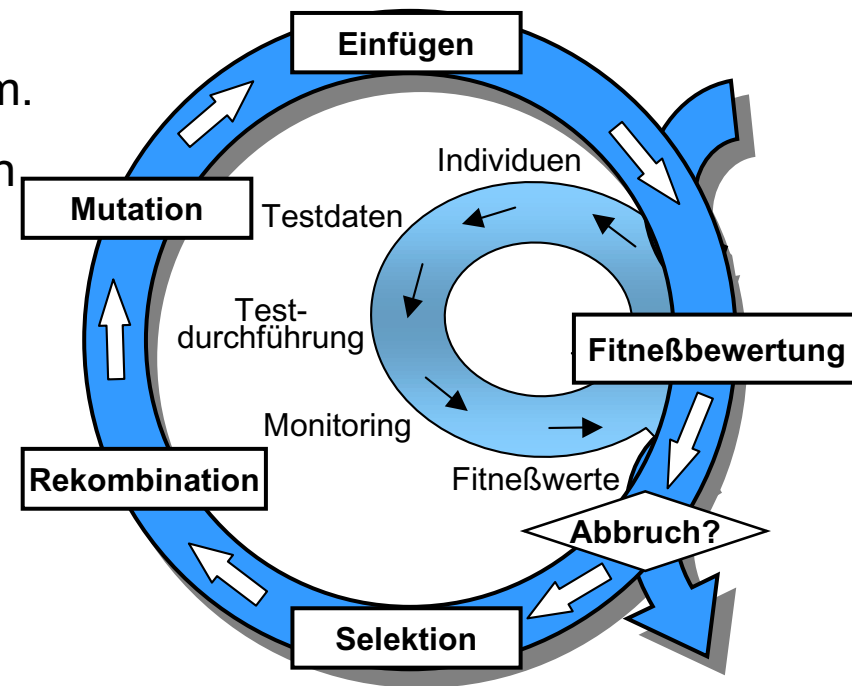 Einfügen
m.
n
Individuen
Mutation
Testdaten
Test-
durchführung
Fitneßbewertung
Monitoring
Rekombination
Fitneßwerte
Abbruch?
Selektion